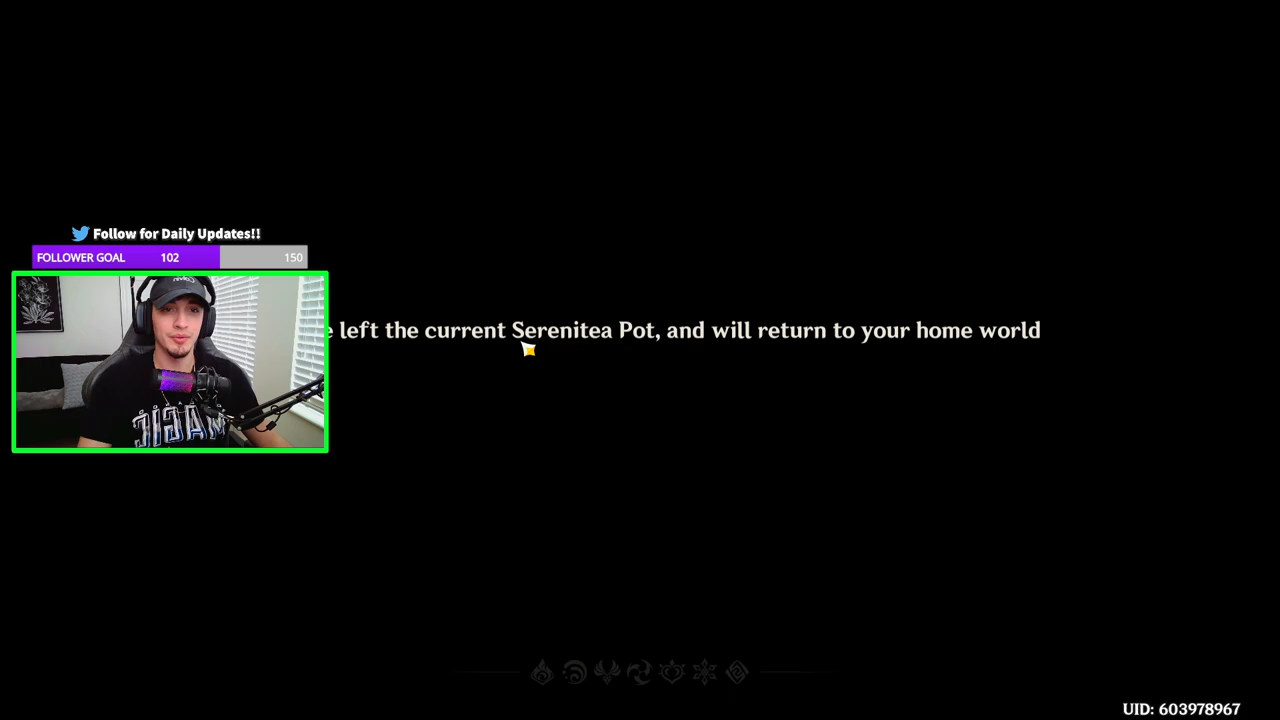 Follow for Daily Updates!!
FOLLOWER GOAL 102 150
left the current Serenitea Pot, and will return to your home world
MAGIC
UID: 603978967